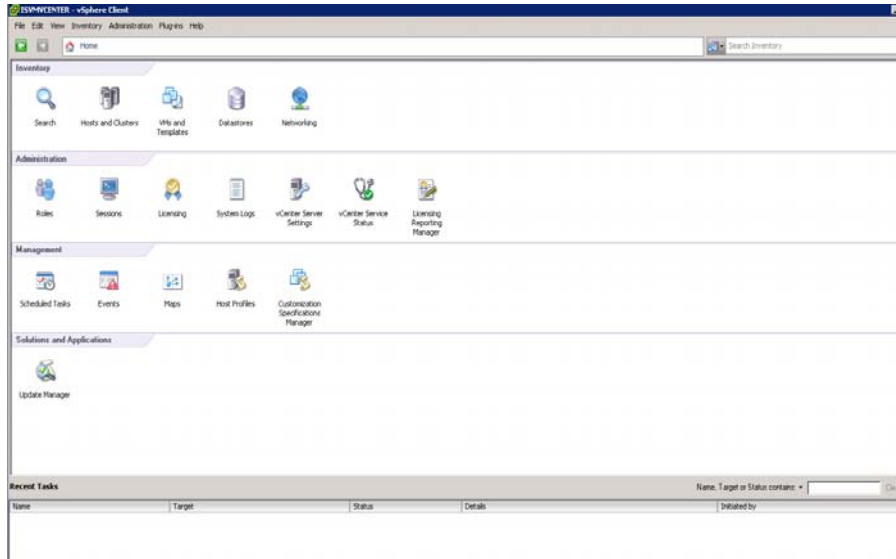 ISVMVCENTER - vSphere Client
File Edit View Inventory Administration Plug-ins Help
Home
Search Inventory
Inventory
Search
Hosts and Clusters
VMs and Templates
Datastores
Networking
Administration
Roles
Sessions
Licensing
System Logs
vCenter Server Settings
vCenter Service Status
Licensing Reporting Manager
Management
Scheduled Tasks
Events
Maps
Host Profiles
Customization Specifications Manager
Solutions and Applications
Update Manager
Recent Tasks
Name, Target or Status contains:
Name Target Status Details Initiated by